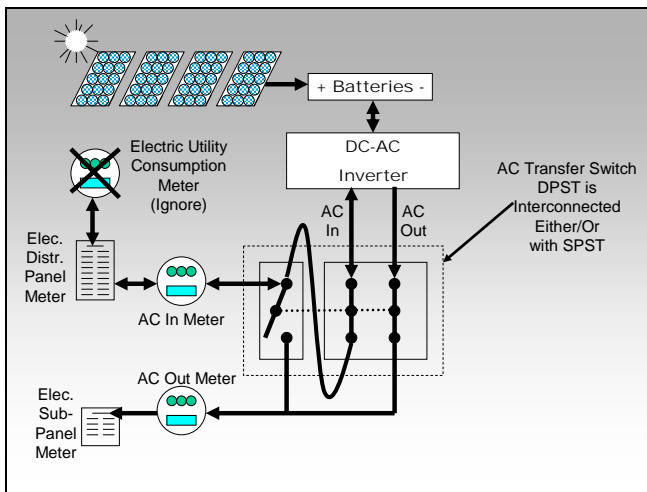 + Batteries -
DC-AC
Inverter
Electric Utility
Consumption
Meter
(Ignore)
AC Transfer Switch
DPST is
Interconnected
Either/Or
with SPST
AC
In
AC
Out
Elec.
Distr.
Panel
Meter
AC In Meter
AC Out Meter
Elec.
Sub-
Panel
Meter